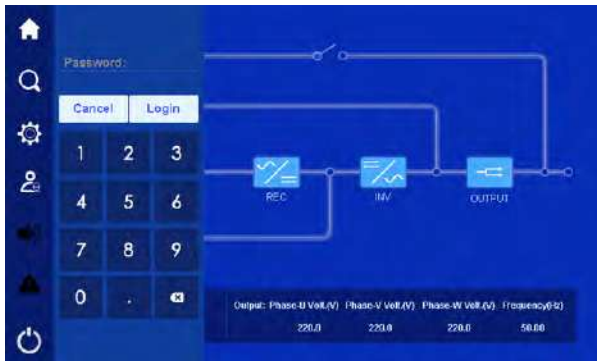 Password:
Cancel Login
1 2 3
4 5 6
7 8 9
0 .
REC INV OUTPUT
Output: Phase-U Volt.(V) Phase-V Volt.(V) Phase-W Volt.(V) Frequency(Hz)
220.0 220.0 220.0 50.00